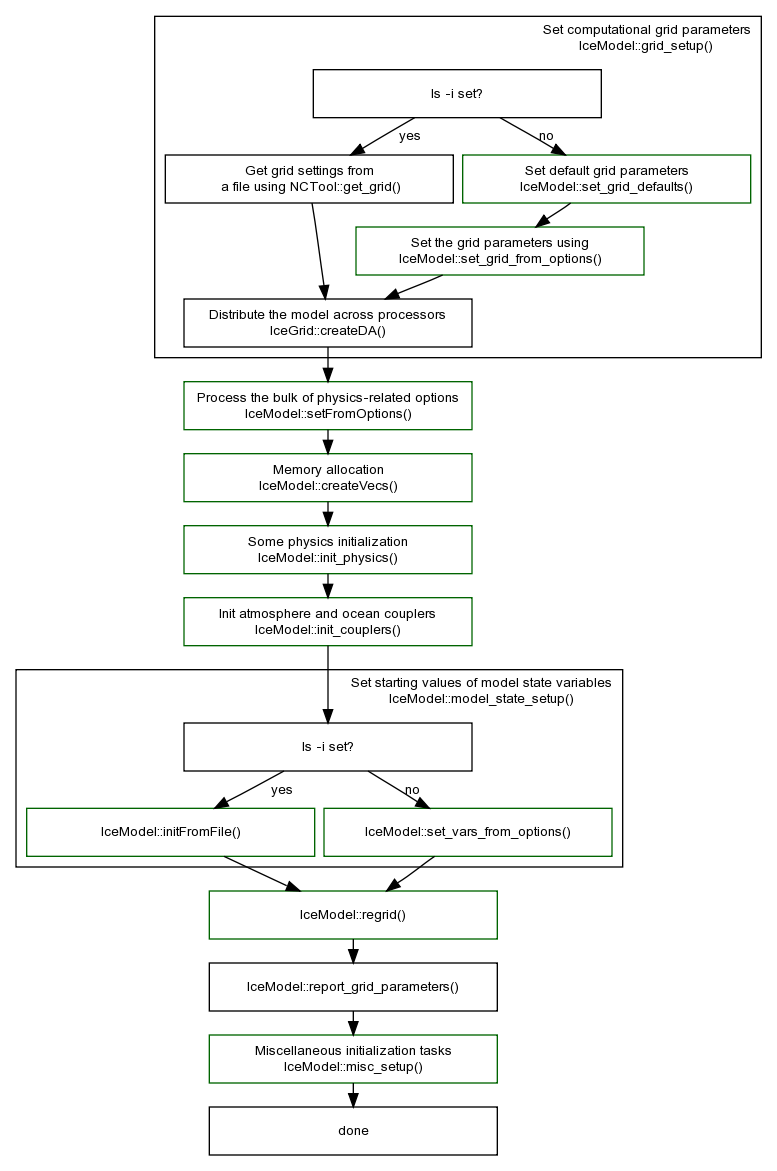 Set computational grid parameters
IceModel::grid_setup()
Is -i set?
yes
no
Get grid settings from
a file using NCTool::get_grid()
Set default grid parameters
IceModel::set_grid_defaults()
Set the grid parameters using
IceModel::set_grid_from_options()
Distribute the model across processors
IceGrid::createDA()
Process the bulk of physics-related options
IceModel::setFromOptions()
Memory allocation
IceModel::createVecs()
Some physics initialization
IceModel::init_physics()
Init atmosphere and ocean couplers
IceModel::init_couplers()
Set starting values of model state variables
IceModel::model_state_setup()
Is -i set?
yes
no
IceModel::initFromFile()
IceModel::set_vars_from_options()
IceModel::regrid()
IceModel::report_grid_parameters()
Miscellaneous initialization tasks
IceModel::misc_setup()
done